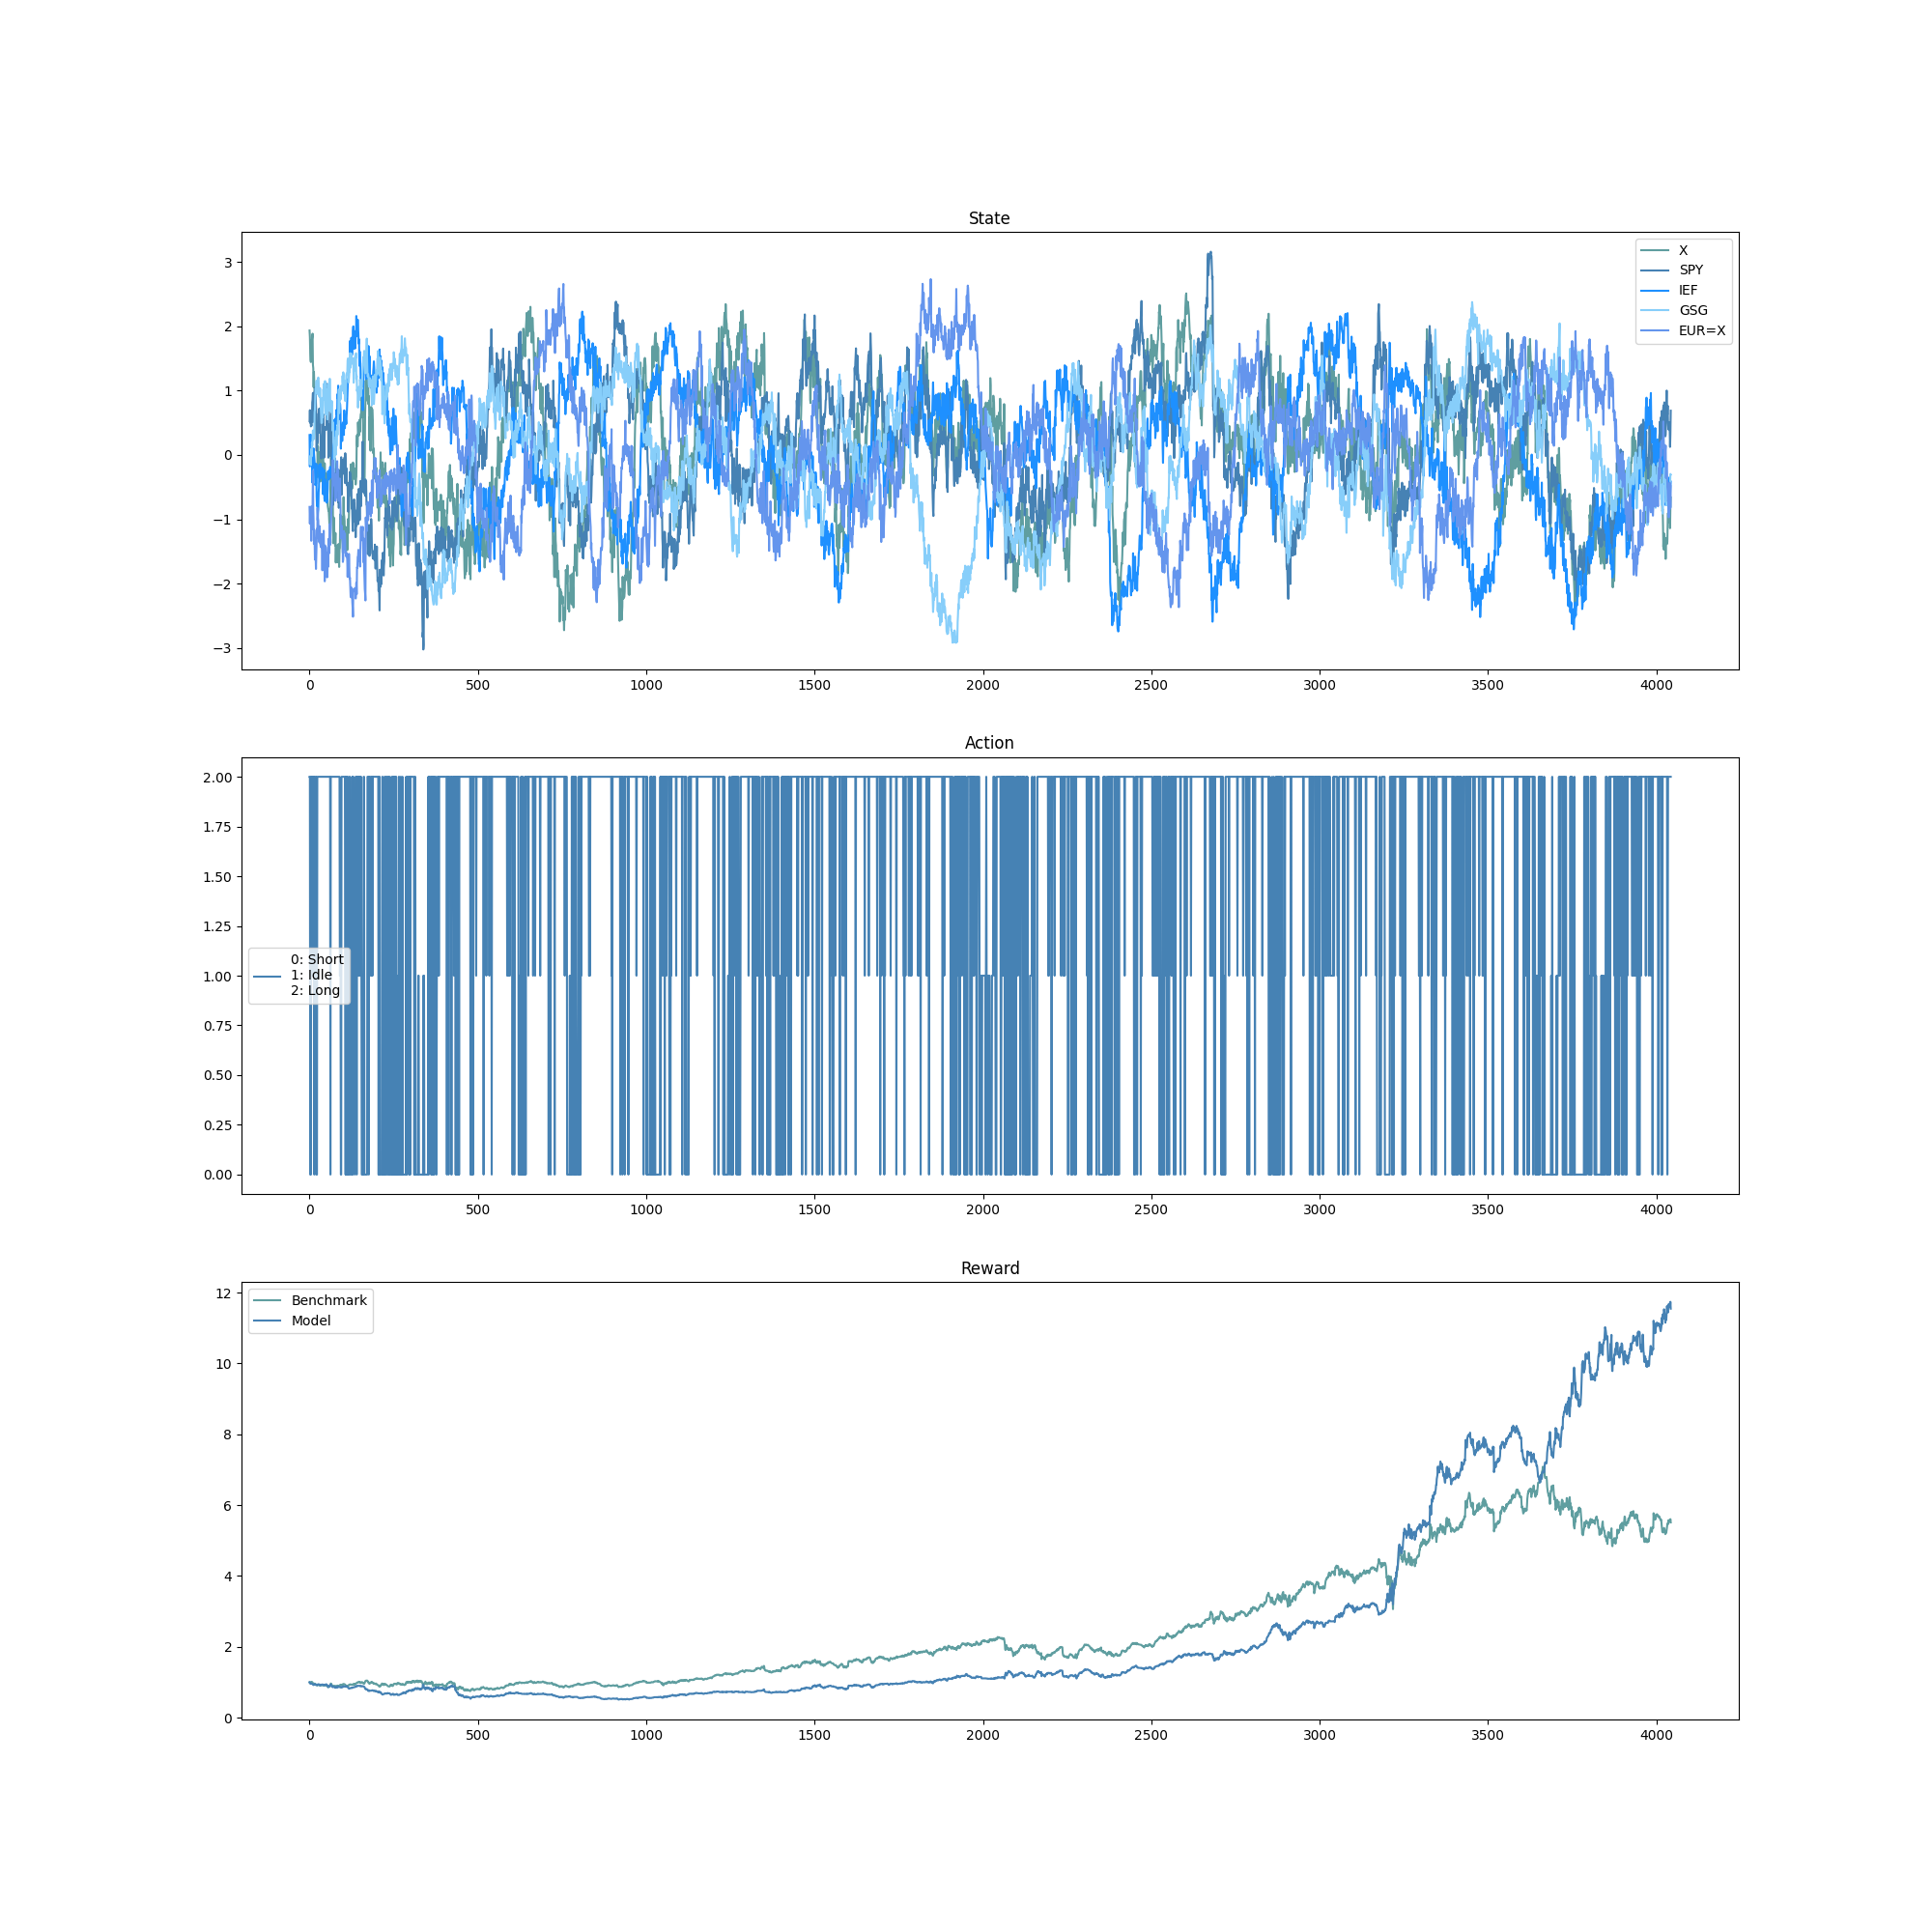 State
3
2
1
0
−1
−2
−3
X
SPY
IEF
GSG
EUR=X
0 500 1000 1500 2000 2500 3000 3500 4000
Action
2.00
1.75
1.50
1.25
1.00
0.75
0.50
0.25
0.00
0: Short
1: Idle
2: Long
0 500 1000 1500 2000 2500 3000 3500 4000
Reward
12
10
8
6
4
2
0
Benchmark
Model
0 500 1000 1500 2000 2500 3000 3500 4000